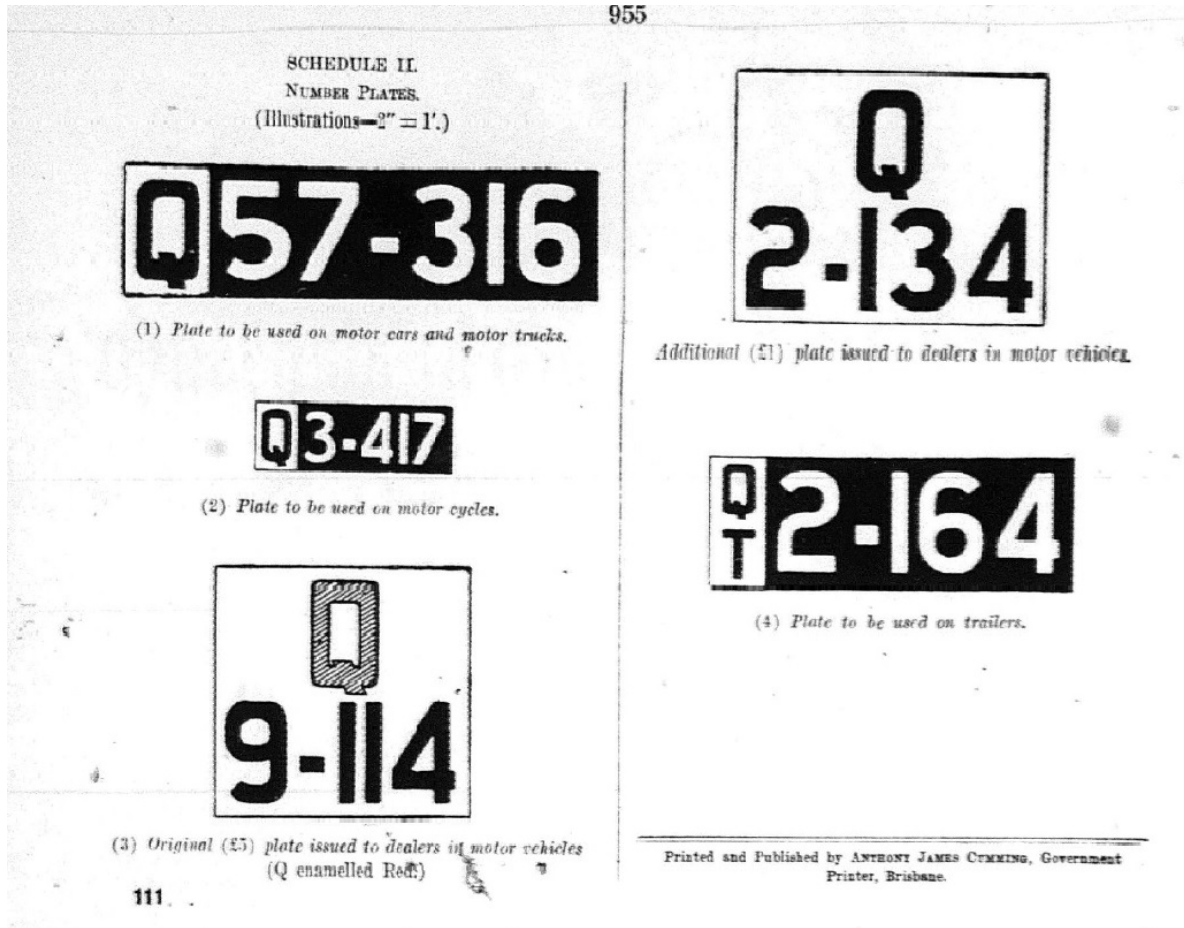 955
SCHEDULE II.
NUMBER PLATES.
(Illustrations—2" = 1'.)
Q57-316
(1) Plate to be used on motor cars and motor trucks.
Q3-417
(2) Plate to be used on motor cycles.
Q
9-114
(3) Original (£5) plate issued to dealers in motor vehicles
(Q enamelled Red.)
111
Q
2-134
Additional (£1) plate issued to dealers in motor vehicles.
QT2-164
(4) Plate to be used on trailers.
Printed and Published by ANTHONY JAMES CUMMING, Government
Printer, Brisbane.